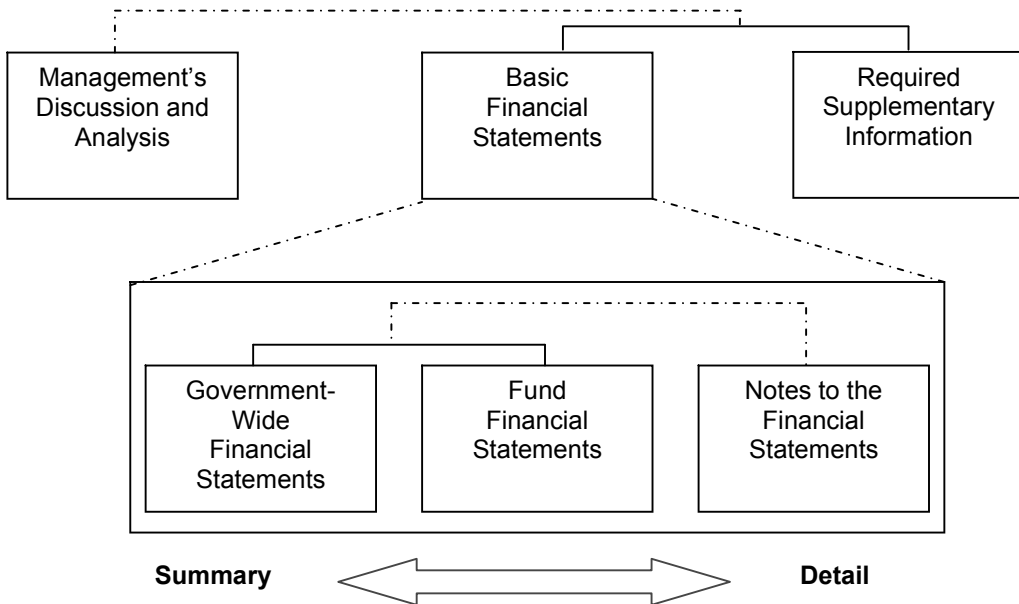 Management’s
Discussion and
Analysis
Basic
Financial
Statements
Required
Supplementary
Information
Government-
Wide
Financial
Statements
Fund
Financial
Statements
Notes to the
Financial
Statements
Summary
Detail